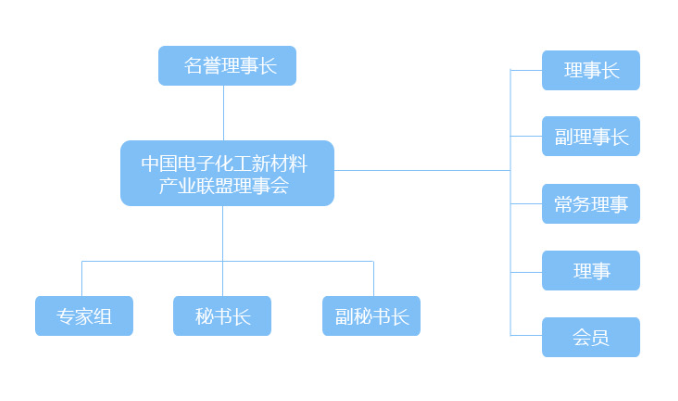 名誉理事长
中国电子化工新材料
产业联盟理事会
专家组
秘书长
副秘书长
理事长
副理事长
常务理事
理事
会员